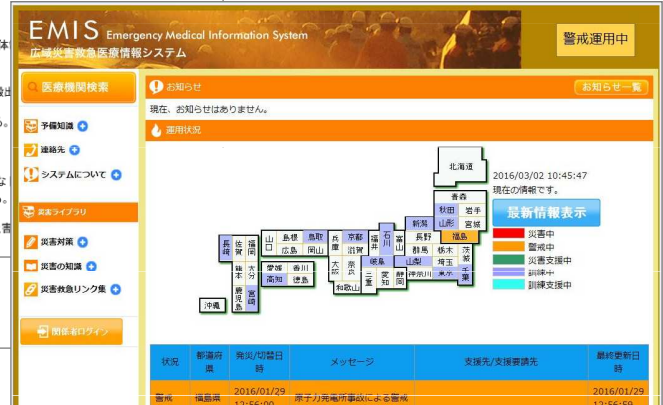 EMIS Emergency Medical Information System
広域災害救急医療情報システム
警戒運用中
医療機関検索
予備知識
連絡先
システムについて
災害ライブラリ
災害対策
災害の知識
災害救急リンク集
関係者ログイン
お知らせ
お知らせ一覧
現在、お知らせはありません。
運用状況
北海道
青森
秋田 岩手
新潟 山形 宮城
長崎 佐賀 福岡 山口 島根 鳥取 兵庫 京都 福井 石川 富山 長野 福島
広島 岡山 滋賀 群馬 栃木 茨城
熊本 大分 愛媛 香川 大阪 奈良 岐阜 山梨 埼玉
鹿児島 宮崎 高知 徳島 和歌山 三重 愛知 静岡 神奈川 東京 千葉
沖縄
2016/03/02 10:45:47
現在の情報です。
最新情報表示
災害中
警戒中
災害支援中
訓練中
訓練支援中
状況 都道府県 発災/切替日時 メッセージ 支援先/支援要請先 最終更新日時
警戒 福島県 2016/01/29 12:56:00 原子力発電所事故による警戒 2016/01/29 12:56:59